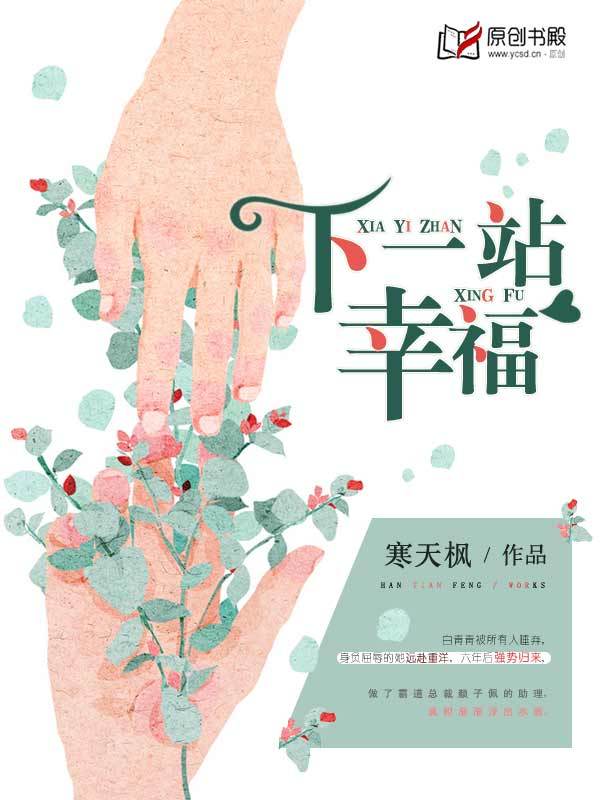 原创书殿
www.ycsd.cn · 原创
下一站
XIA YI ZHAN
幸福
XING FU
寒天枫 / 作品
HAN TIAN FENG / WORKS
白青青被所有人唾弃,
身负屈辱的她远赴重洋,六年后强势归来,
做了霸道总裁颜子佩的助理,
真相渐渐浮出水面,